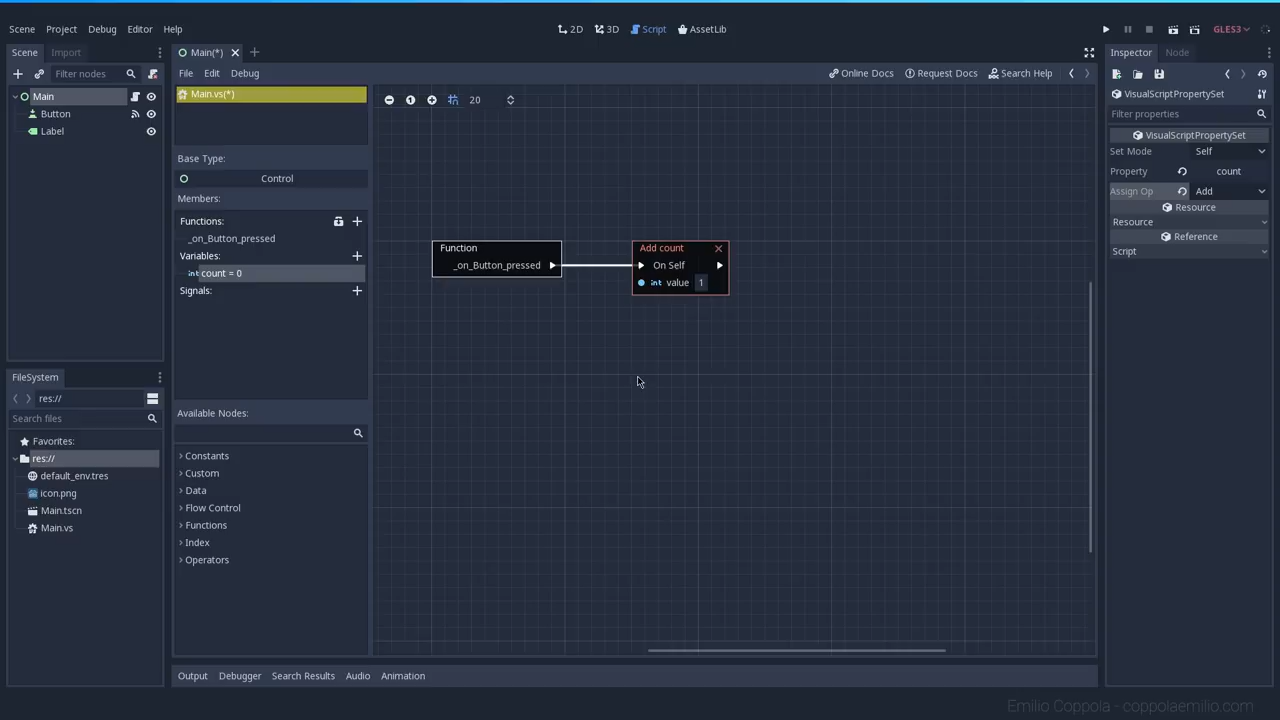 Scene Project Debug Editor Help
2D 3D Script AssetLib
GLES3
Scene Import
Filter nodes
Main
Button
Label
FileSystem
res://
Search files
Favorites:
res://
default_env.tres
icon.png
Main.tscn
Main.vs
Main(*)
File Edit Debug
Online Docs Request Docs Search Help
Main.vs(*)
Base Type:
Control
Members:
Functions:
_on_Button_pressed
Variables:
int count = 0
Signals:
Available Nodes:
Constants
Custom
Data
Flow Control
Functions
Index
Operators
1 20
Function
_on_Button_pressed
Add count
On Self
int value 1
Output Debugger Search Results Audio Animation
Inspector Node
VisualScriptPropertySet
Filter properties
VisualScriptPropertySet
Set Mode Self
Property count
Assign Op Add
Resource
Resource
Reference
Script
Emilio Coppola - coppolaemilio.com